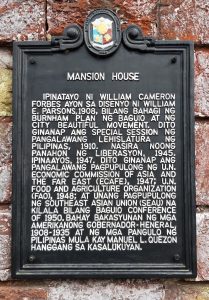 MANSION HOUSE
IPINATAYO NI WILLIAM CAMERON
FORBES AYON SA DISENYO NI WILLIAM
E. PARSONS, 1908, BILANG BAHAGI NG
BURNHAM PLAN NG BAGUIO AT NG
CITY BEAUTIFUL MOVEMENT. DITO
GINANAP ANG SPECIAL SESSION NG
PANGALAWANG LEHISLATURA NG
PILIPINAS, 1910. NASIRA NOONG
PANAHON NG LIBERASYON, 1945.
IPINAAYOS, 1947. DITO GINANAP ANG
PANGALAWANG PAGPUPULONG NG U.N.
ECONOMIC COMMISSION OF ASIA AND
THE FAR EAST (ECAFE), 1947; U.N.
FOOD AND AGRICULTURE ORGANIZATION
(FAO), 1948; AT UNANG PAGPUPULONG
NG SOUTHEAST ASIAN UNION (SEAU) NA
KILALA BILANG BAGUIO CONFERENCE
OF 1950. BAHAY BAKASYUNAN NG MGA
AMERIKANONG GOBERNADOR-HENERAL,
1908-1935 AT NG MGA PANGULO NG
PILIPINAS MULA KAY MANUEL L. QUEZON
HANGGANG SA KASALUKUYAN.